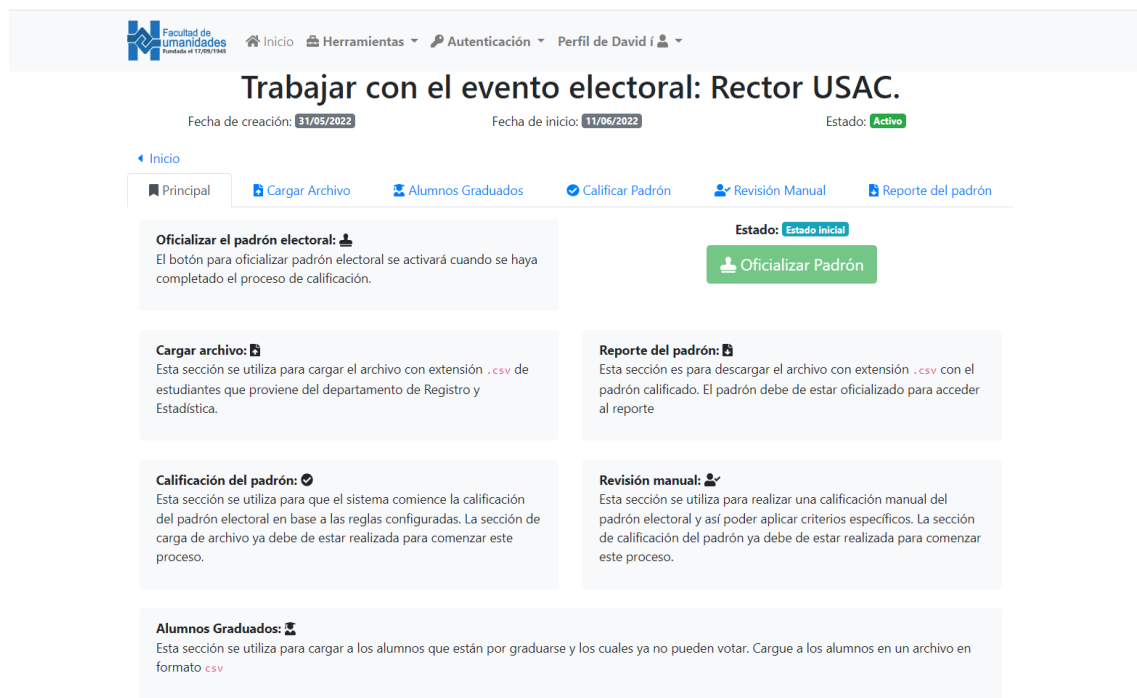 Facultad de
Humanidades
Fundada el 17/09/1945
Inicio Herramientas Autenticación Perfil de David í
Trabajar con el evento electoral: Rector USAC.
Fecha de creación: 31/05/2022 Fecha de inicio: 11/06/2022 Estado: Activo
Inicio
Principal Cargar Archivo Alumnos Graduados Calificar Padrón Revisión Manual Reporte del padrón
Oficializar el padrón electoral:
El botón para oficializar padrón electoral se activará cuando se haya
completado el proceso de calificación.
Estado: Estado inicial
Oficializar Padrón
Cargar archivo:
Esta sección se utiliza para cargar el archivo con extensión .csv de
estudiantes que proviene del departamento de Registro y
Estadística.
Reporte del padrón:
Esta sección es para descargar el archivo con extensión .csv con el
padrón calificado. El padrón debe de estar oficializado para acceder
al reporte
Calificación del padrón:
Esta sección se utiliza para que el sistema comience la calificación
del padrón electoral en base a las reglas configuradas. La sección de
carga de archivo ya debe de estar realizada para comenzar este
proceso.
Revisión manual:
Esta sección se utiliza para realizar una calificación manual del
padrón electoral y así poder aplicar criterios específicos. La sección
de calificación del padrón ya debe de estar realizada para comenzar
este proceso.
Alumnos Graduados:
Esta sección se utiliza para cargar a los alumnos que están por graduarse y los cuales ya no pueden votar. Cargue a los alumnos en un archivo en
formato csv